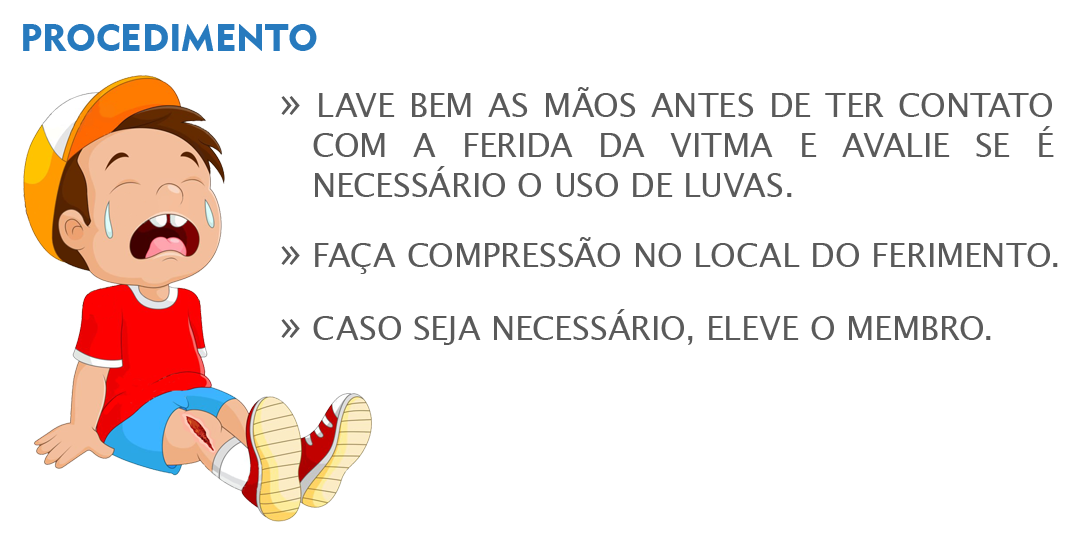 PROCEDIMENTO
» LAVE BEM AS MÃOS ANTES DE TER CONTATO
COM A FERIDA DA VITMA E AVALIE SE É
NECESSÁRIO O USO DE LUVAS.
» FAÇA COMPRESSÃO NO LOCAL DO FERIMENTO.
» CASO SEJA NECESSÁRIO, ELEVE O MEMBRO.